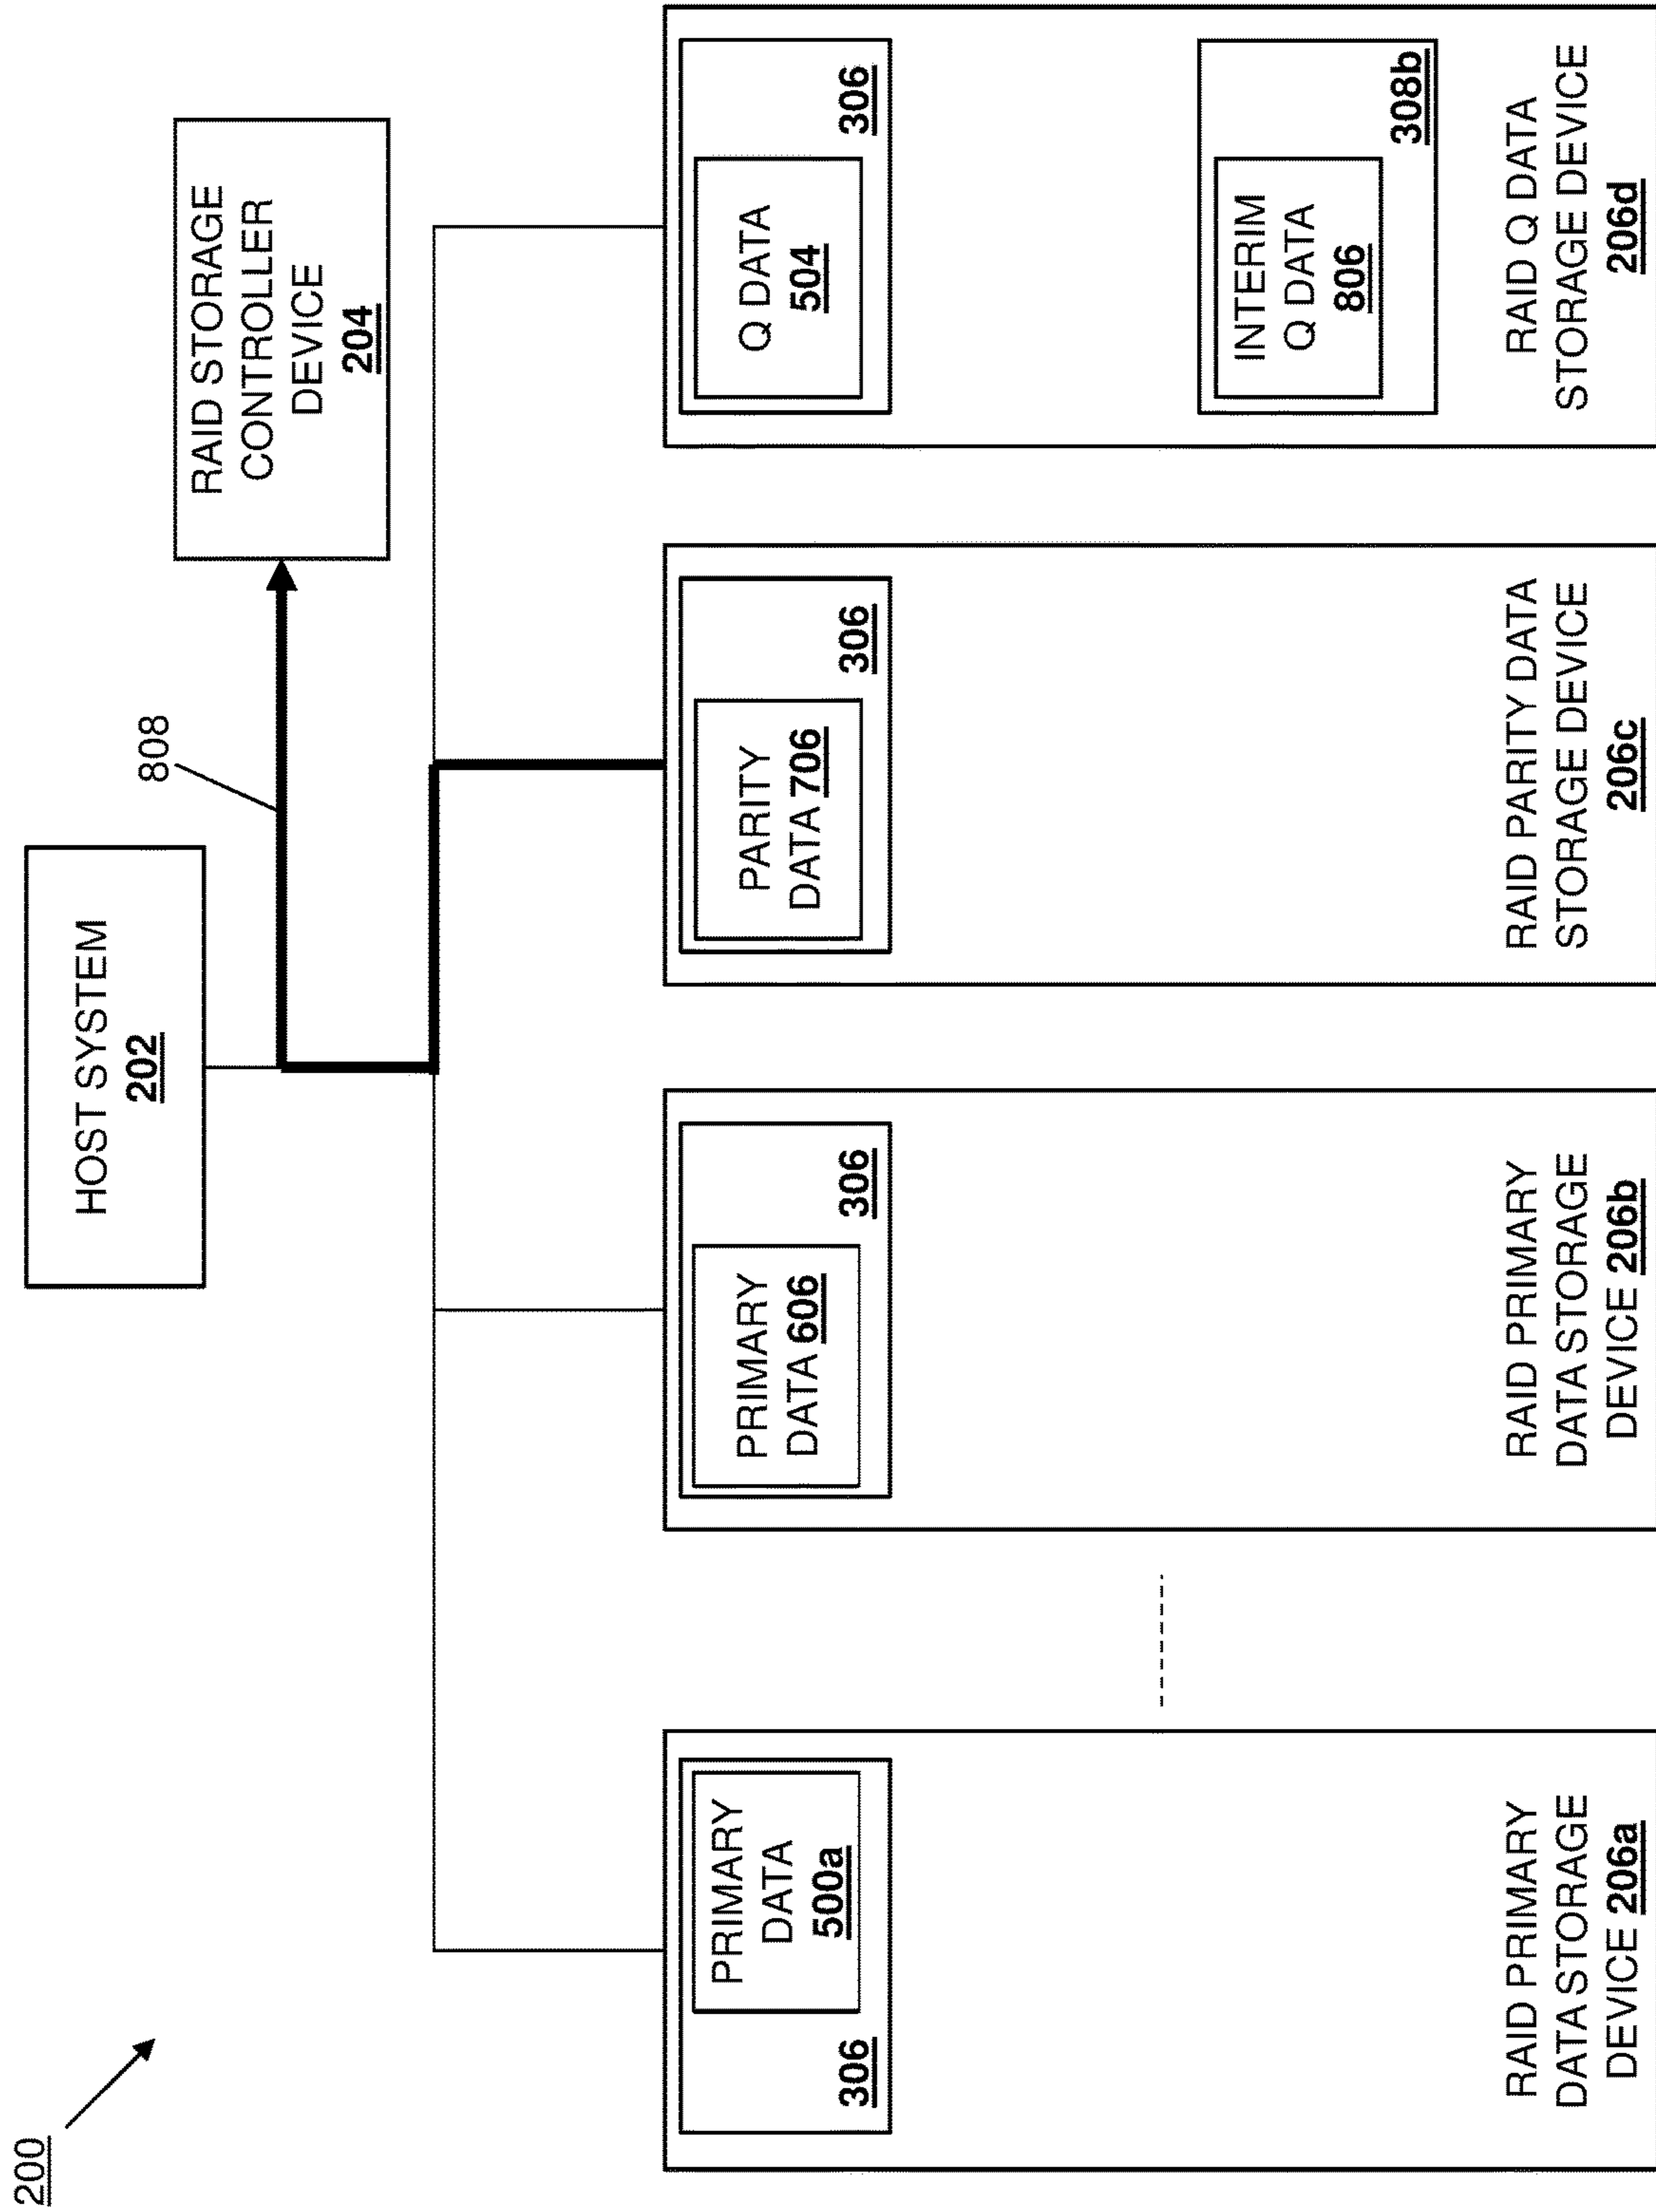 200
HOST SYSTEM
202
808
RAID STORAGE
CONTROLLER
DEVICE
204
PRIMARY
DATA
500a
306
RAID PRIMARY
DATA STORAGE
DEVICE 206a
PRIMARY
DATA 606
306
RAID PRIMARY
DATA STORAGE
DEVICE 206b
PARITY
DATA 706
306
RAID PARITY DATA
STORAGE DEVICE
206c
Q DATA
504
306
INTERIM
Q DATA
806
308b
RAID Q DATA
STORAGE DEVICE
206d